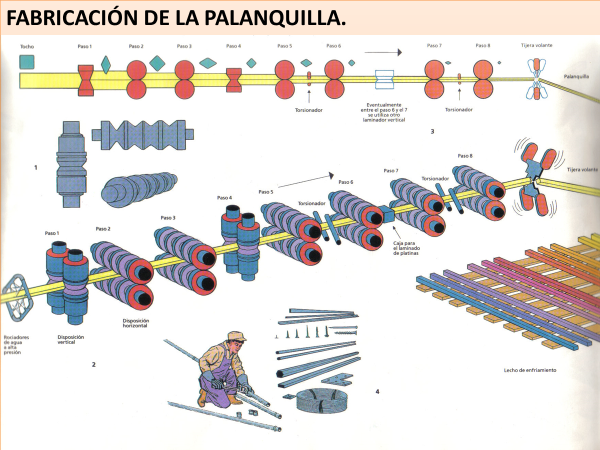 FABRICACIÓN DE LA PALANQUILLA.
Tocho
Paso 1
Paso 2
Paso 3
Paso 4
Paso 5
Paso 6
Paso 7
Paso 8
Tijera volante
Palanquilla
Torsionador
Eventualmente
entre el paso 6 y el 7
se utiliza otro
laminador vertical
Torsionador
3
1
Paso 8
Tijera volante
Torsionador
Paso 7
Paso 6
Paso 5
Torsionador
Paso 4
Paso 3
Paso 2
Paso 1
Caja para
el laminado
de platinas
Rociadores
de agua
a alta
presión
Disposición
vertical
Disposición
horizontal
2
Lecho de enfriamiento
4